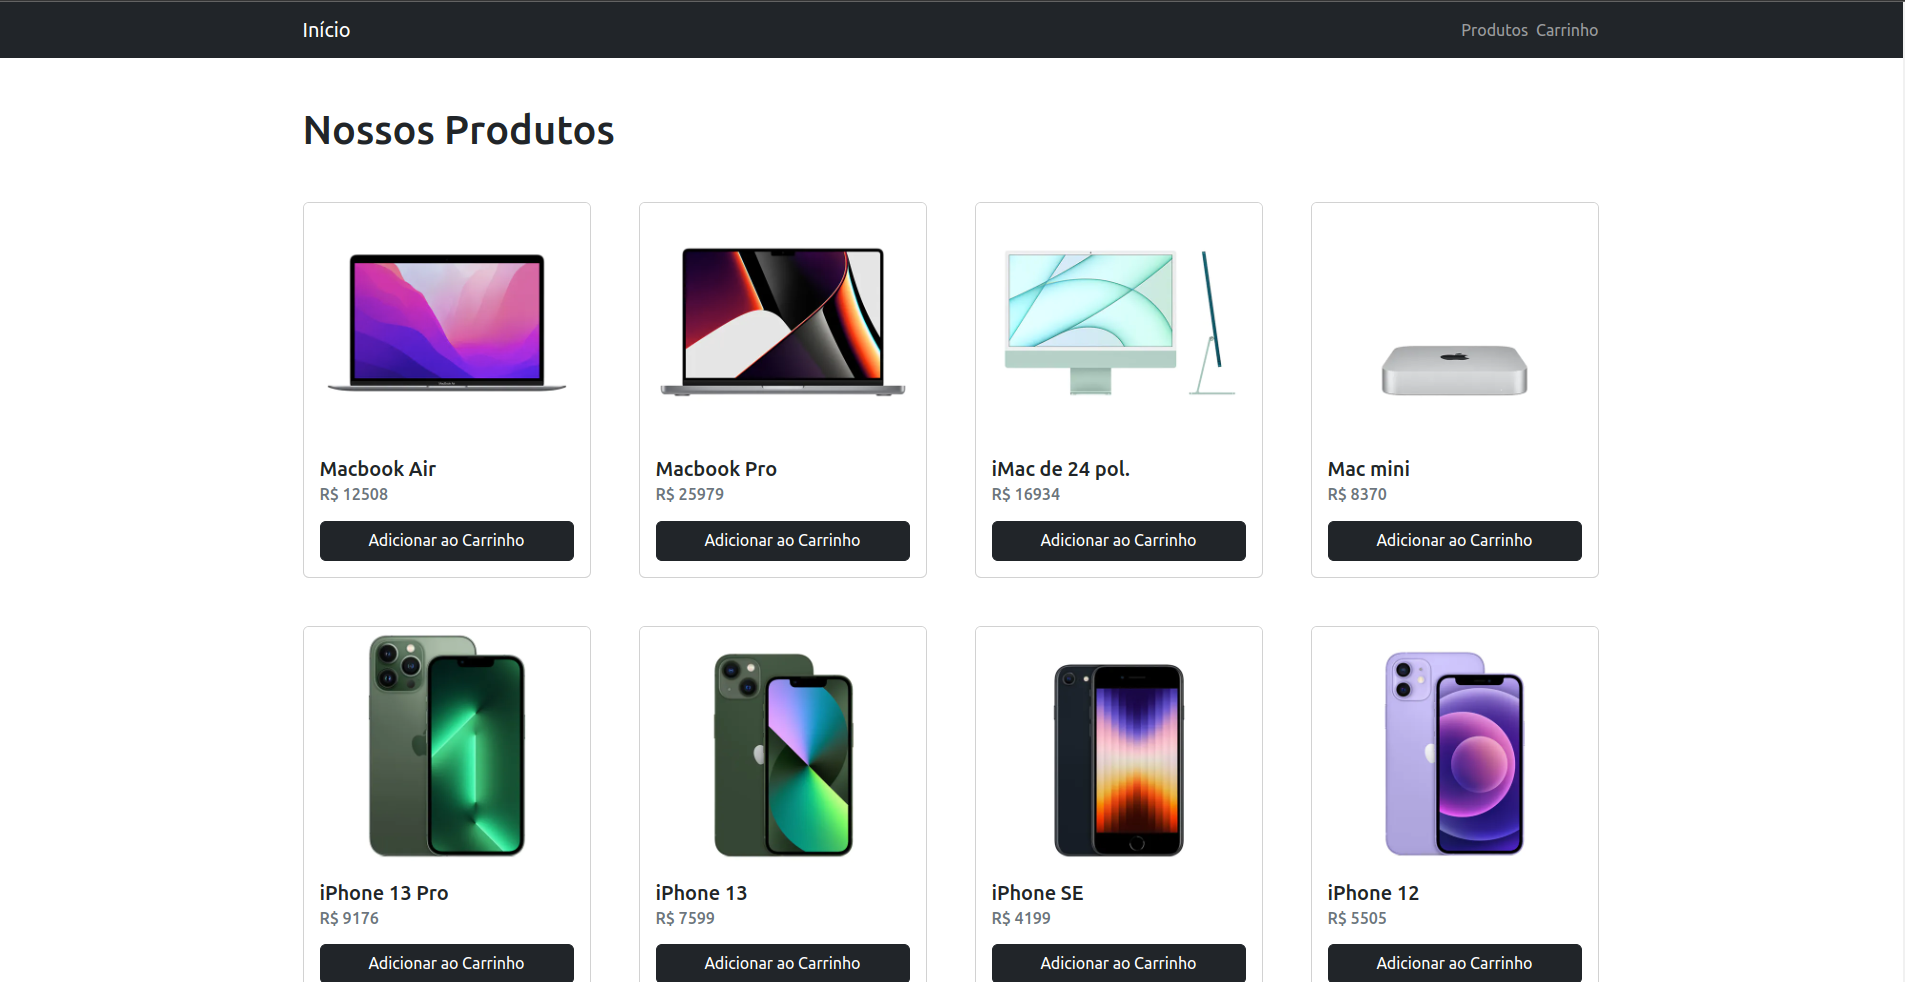 Início
Produtos Carrinho
Nossos Produtos
Macbook Air
R$ 12508
Adicionar ao Carrinho
Macbook Pro
R$ 25979
Adicionar ao Carrinho
iMac de 24 pol.
R$ 16934
Adicionar ao Carrinho
Mac mini
R$ 8370
Adicionar ao Carrinho
iPhone 13 Pro
R$ 9176
Adicionar ao Carrinho
iPhone 13
R$ 7599
Adicionar ao Carrinho
iPhone SE
R$ 4199
Adicionar ao Carrinho
iPhone 12
R$ 5505
Adicionar ao Carrinho